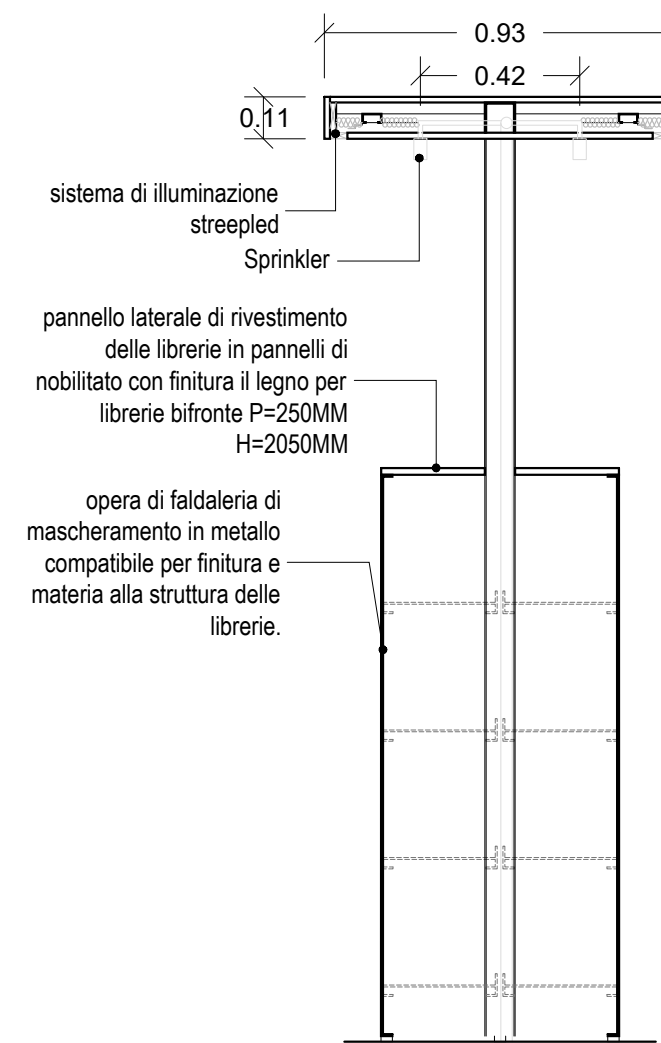 0.93
0.42
0.11
sistema di illuminazione
streepled
Sprinkler
pannello laterale di rivestimento
delle librerie in pannelli di
nobilitato con finitura il legno per
librerie bifronte P=250MM
H=2050MM
opera di faldaleria di
mascheramento in metallo
compatibile per finitura e
materia alla struttura delle
librerie.